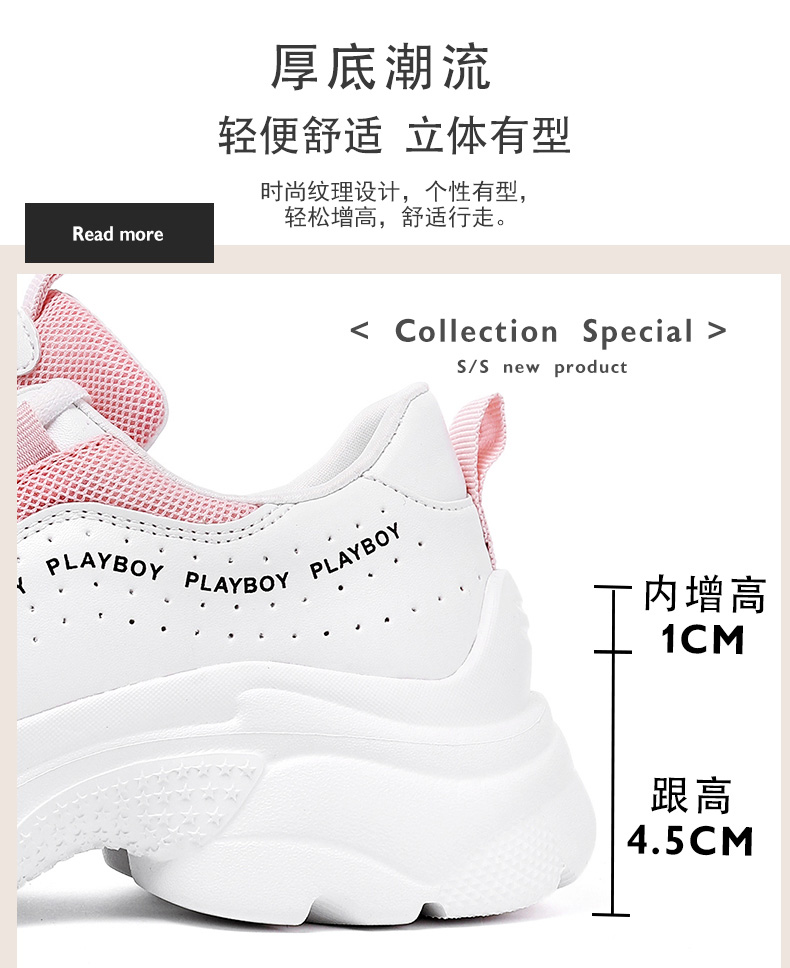 厚底潮流
轻便舒适 立体有型
时尚纹理设计，个性有型，
轻松增高，舒适行走。
Read more
< Collection Special >
S/S new product
Y PLAYBOY PLAYBOY PLAYBOY
内增高
1CM
跟高
4.5CM